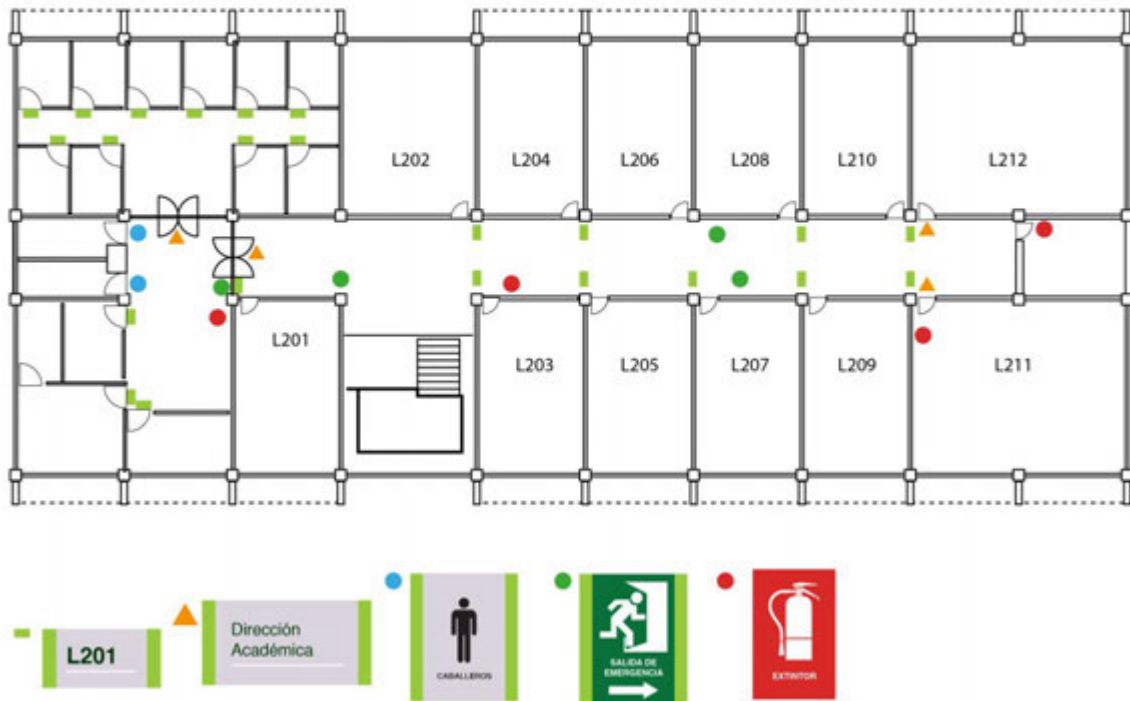 L202
L204
L206
L208
L210
L212
L201
L203
L205
L207
L209
L211
L201
Dirección
Académica
CABALLEROS
SALIDA DE
EMERGENCIA
EXTINTOR